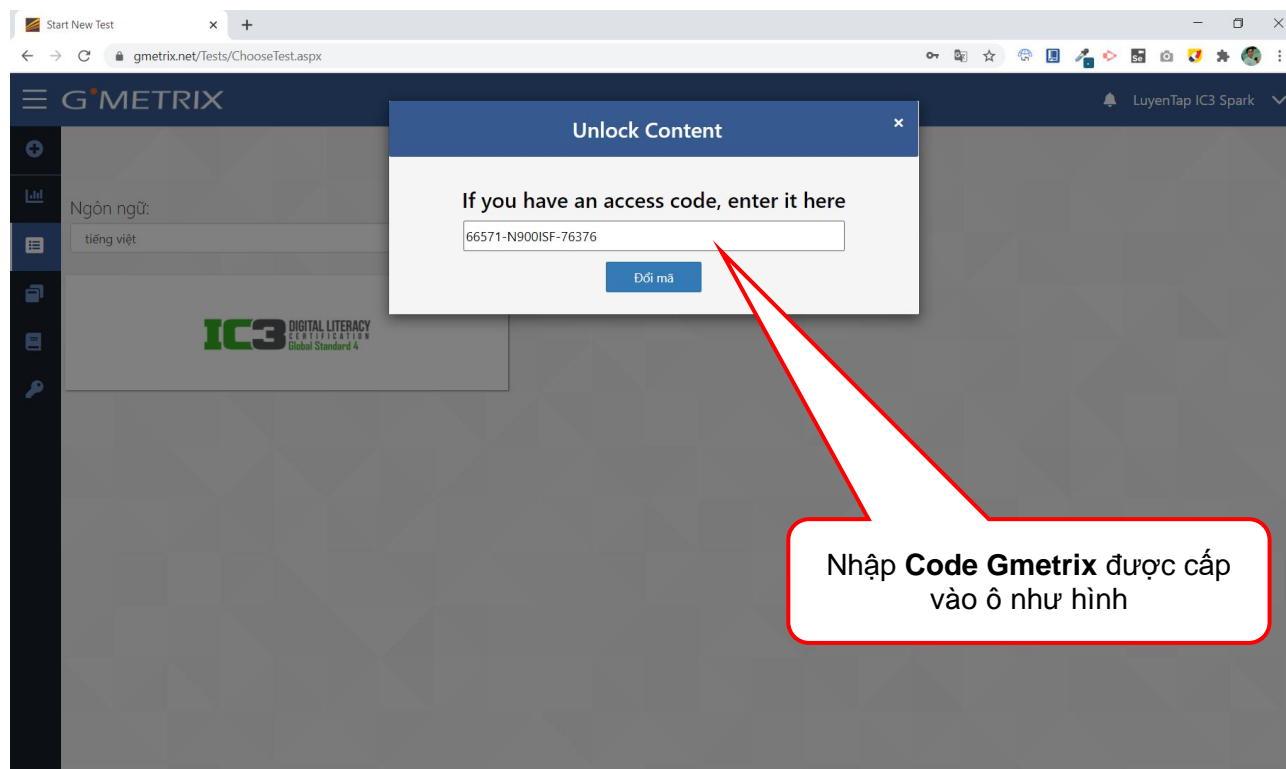 Start New Test
gmetrix.net/Tests/ChooseTest.aspx
G METRIX
LuyenTap IC3 Spark
Unlock Content
If you have an access code, enter it here
66571-N900ISF-76376
Đổi mã
Ngôn ngữ:
tiếng việt
IC3 DIGITAL LITERACY
CERTIFICATION
Global Standard 4
Nhập Code Gmetrix được cấp
vào ô như hình